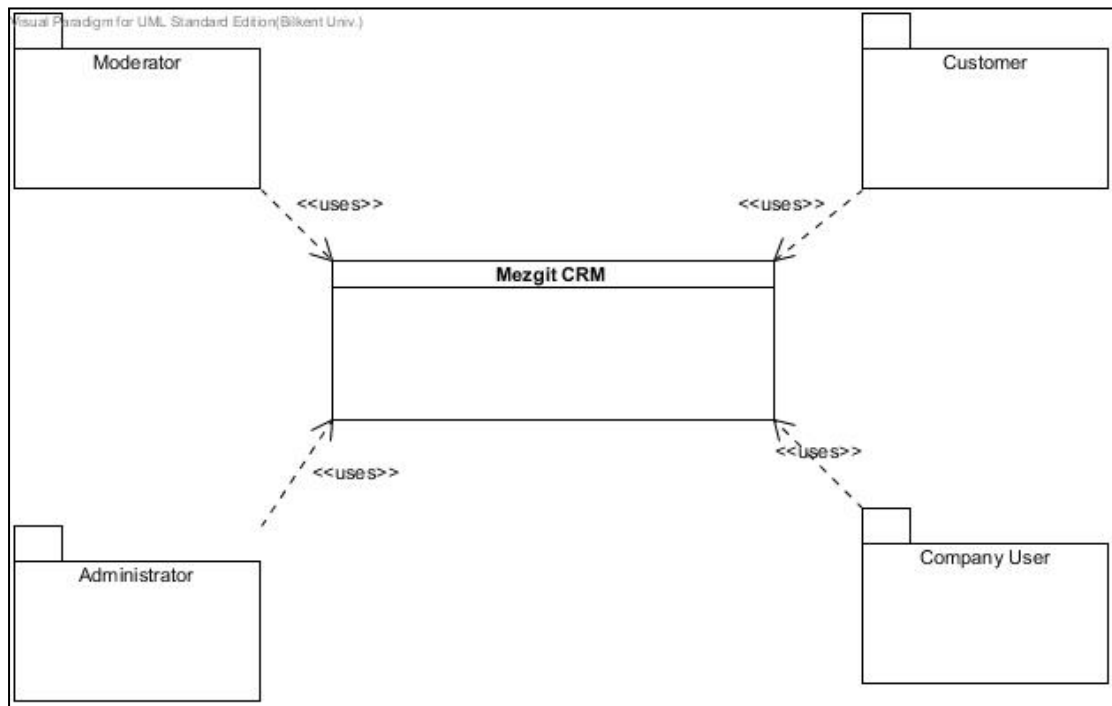 Visual Paradigm for UML Standard Edition(Bilkent Univ.)
Moderator
Customer
<<uses>>
<<uses>>
Mezgit CRM
<<uses>>
<<uses>>
Administrator
Company User